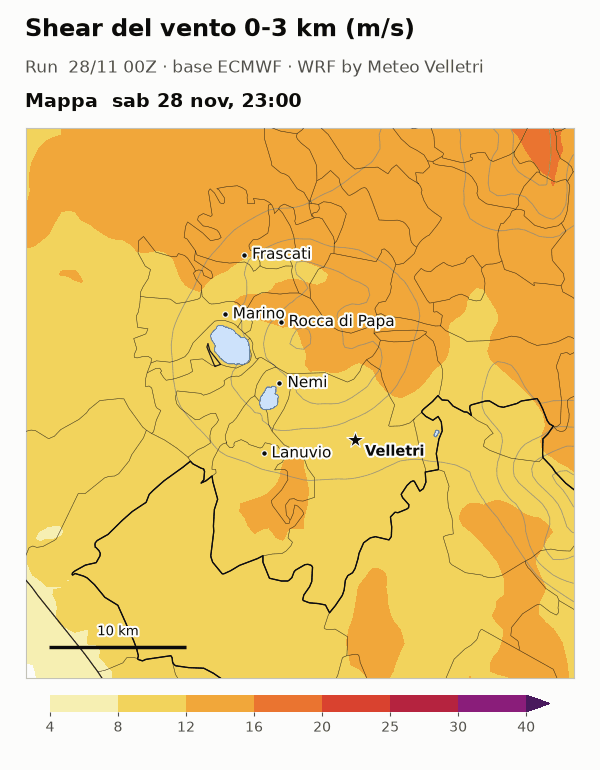 Shear del vento 0-3 km (m/s)
Run  28/11 00Z · base ECMWF · WRF by Meteo Velletri
Mappa  sab 28 nov, 23:00
Frascati
Marino
Rocca di Papa
Nemi
Velletri
Lanuvio
10 km
4 8 12 16 20 25 30 40